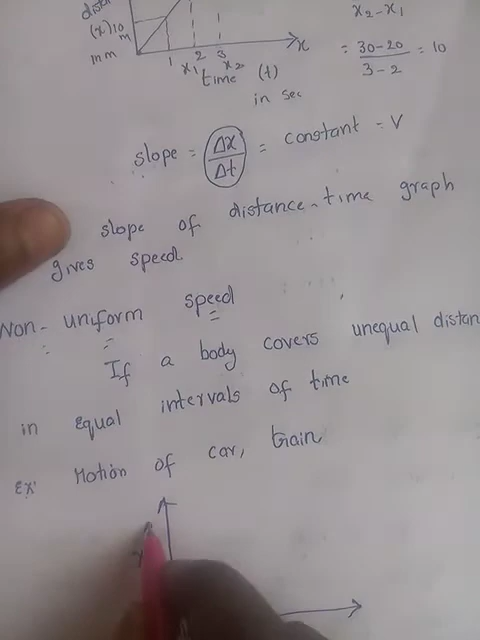 x₂-x₁
(x) 10 m
= 30-20 / 3-2 = 10
m m
1 2 3 x
x₁ x₂
time (t)
in sec
slope = Δx/Δt = constant = V
slope of distance-time graph
gives speed.
Non-uniform speed
If a body covers unequal distan
in equal intervals of time
Ex: Motion of car, train